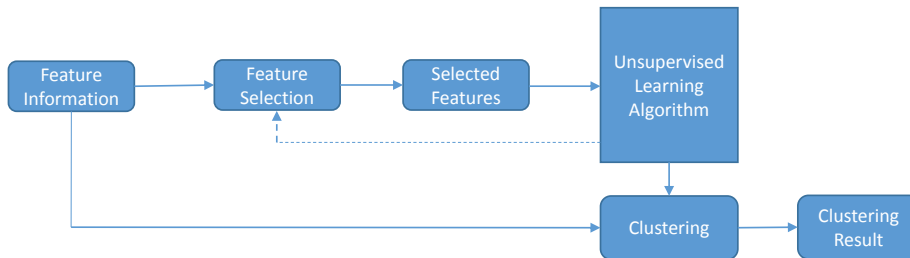 Feature
Information
Feature
Selection
Selected
Features
Unsupervised
Learning
Algorithm
Clustering
Clustering
Result